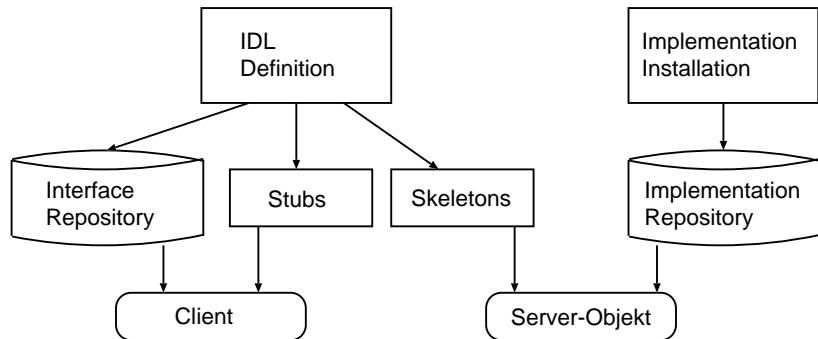 IDL
Definition
Implementation
Installation
Interface
Repository
Stubs
Skeletons
Implementation
Repository
Client
Server-Objekt